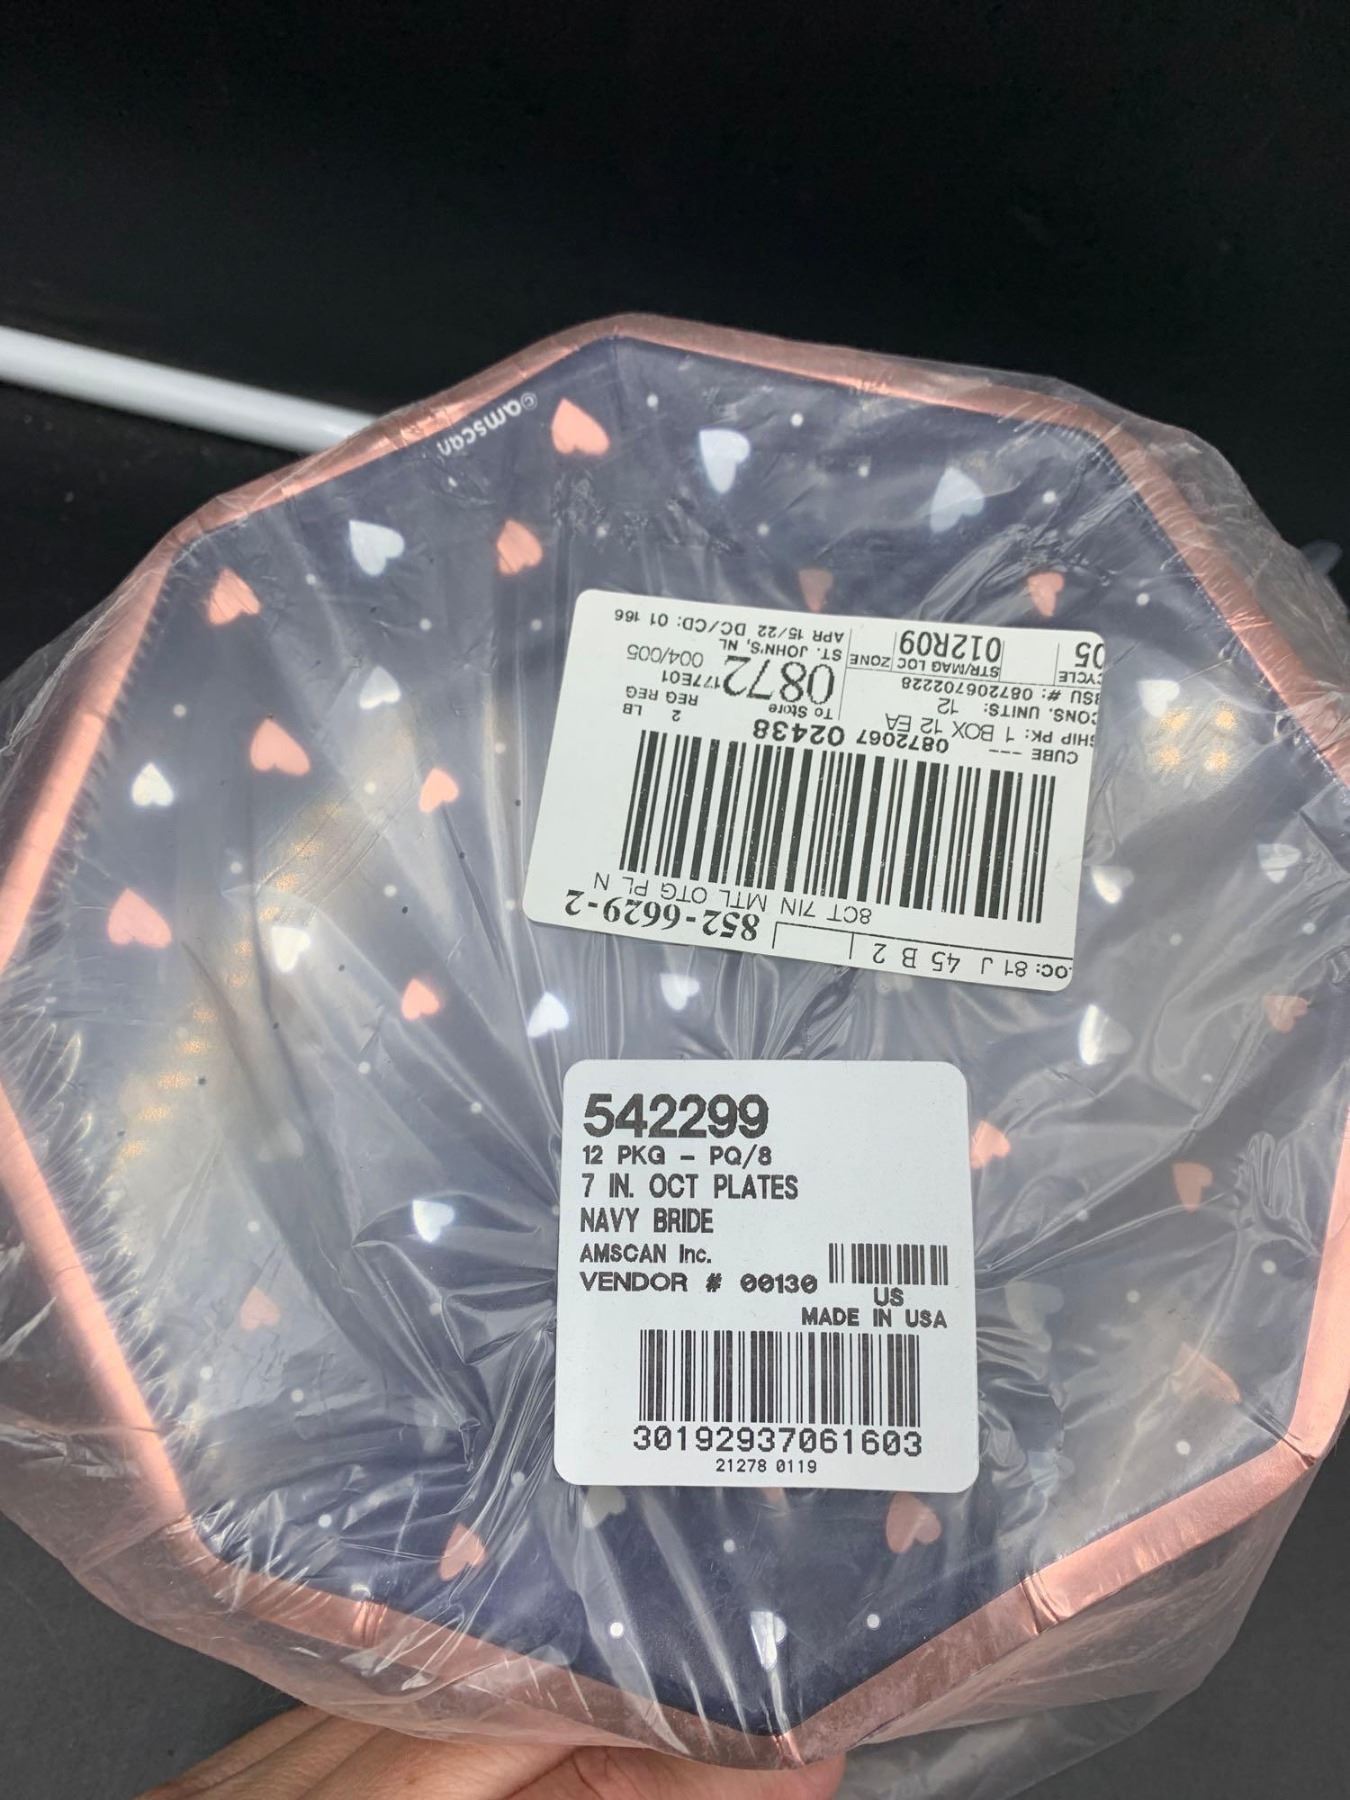 ©amscan
LOC: 81 J 45 B 2
852-6629-2
8CT 7IN MTL OTG PL N
0872067 02438
CUBE ---
SHIP PK: 1 BOX 12 EA
CONS. UNITS: 12
BSU #: 087206702228
CYCLE
05
STR/MAG LOC
012R09
ZONE
To Store
0872
177E01
004/005
2 LB
REG REG
ST. JOHN'S, NL
APR 15/22 DC/CD: 01 166
542299
12 PKG – PQ/8
7 IN. OCT PLATES
NAVY BRIDE
AMSCAN Inc.
VENDOR # 00130
US
MADE IN USA
30192937061603
21278 0119